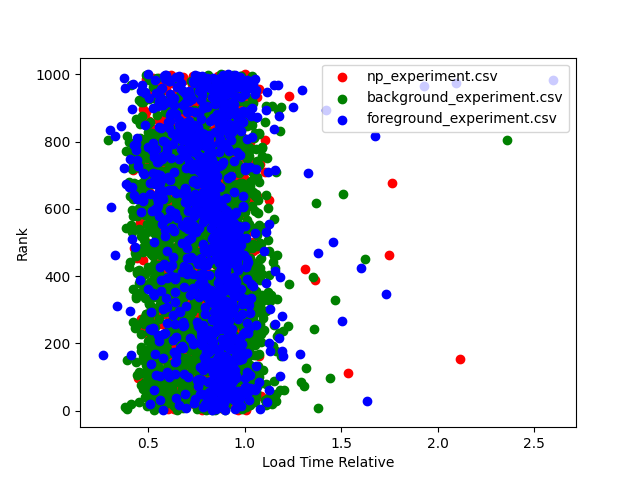 np_experiment.csv
background_experiment.csv
foreground_experiment.csv
1000
800
600
400
200
0
Rank
0.5 1.0 1.5 2.0 2.5
Load Time Relative